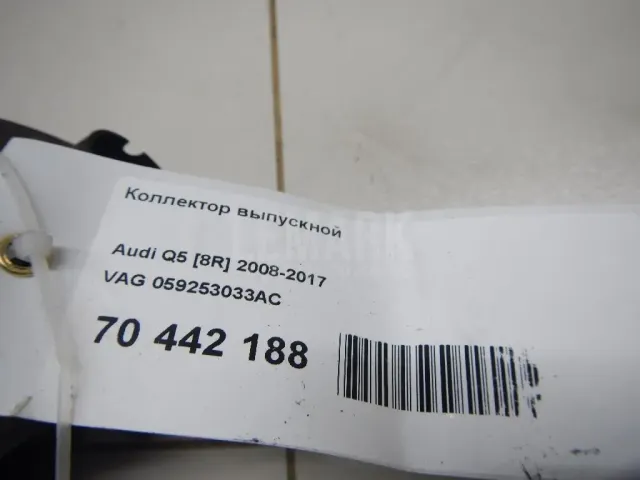 Коллектор выпускной
Audi Q5 [8R] 2008-2017
VAG 059253033AC
70 442 188